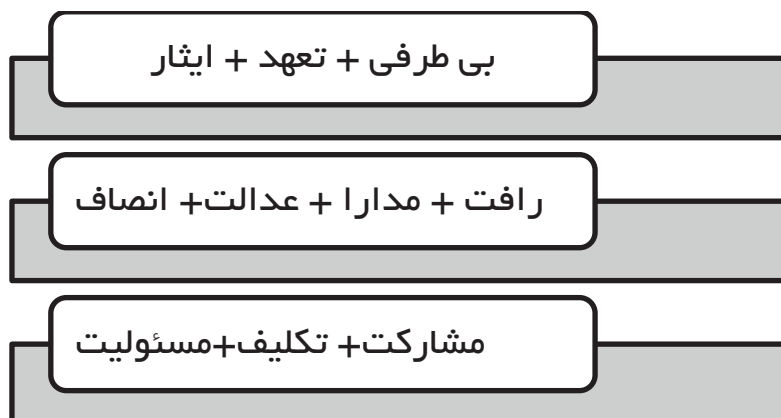 بی طرفی + تعهد + ایثار
رافت + مدارا + عدالت+ انصاف
مشارکت+ تکلیف+مسئولیت